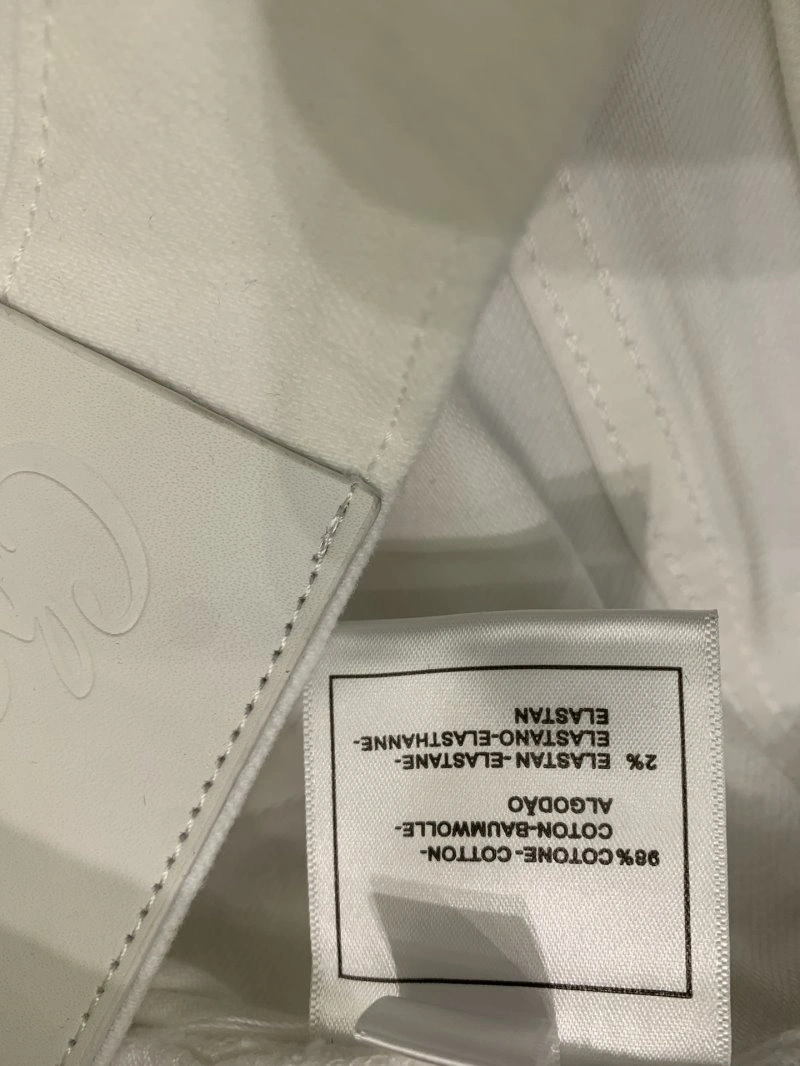 98% COTONE - COTTON-
COTON-BAUMWOLLE-
ALGODÃO
2% ELASTAN-ELASTANE-
ELASTANO-ELASTHANNE-
ELASTAN